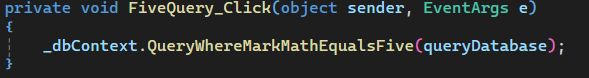 private void FiveQuery_Click(object sender, EventArgs e)
{
    _dbContext.QueryWhereMarkMathEqualsFive(queryDatabase);
}